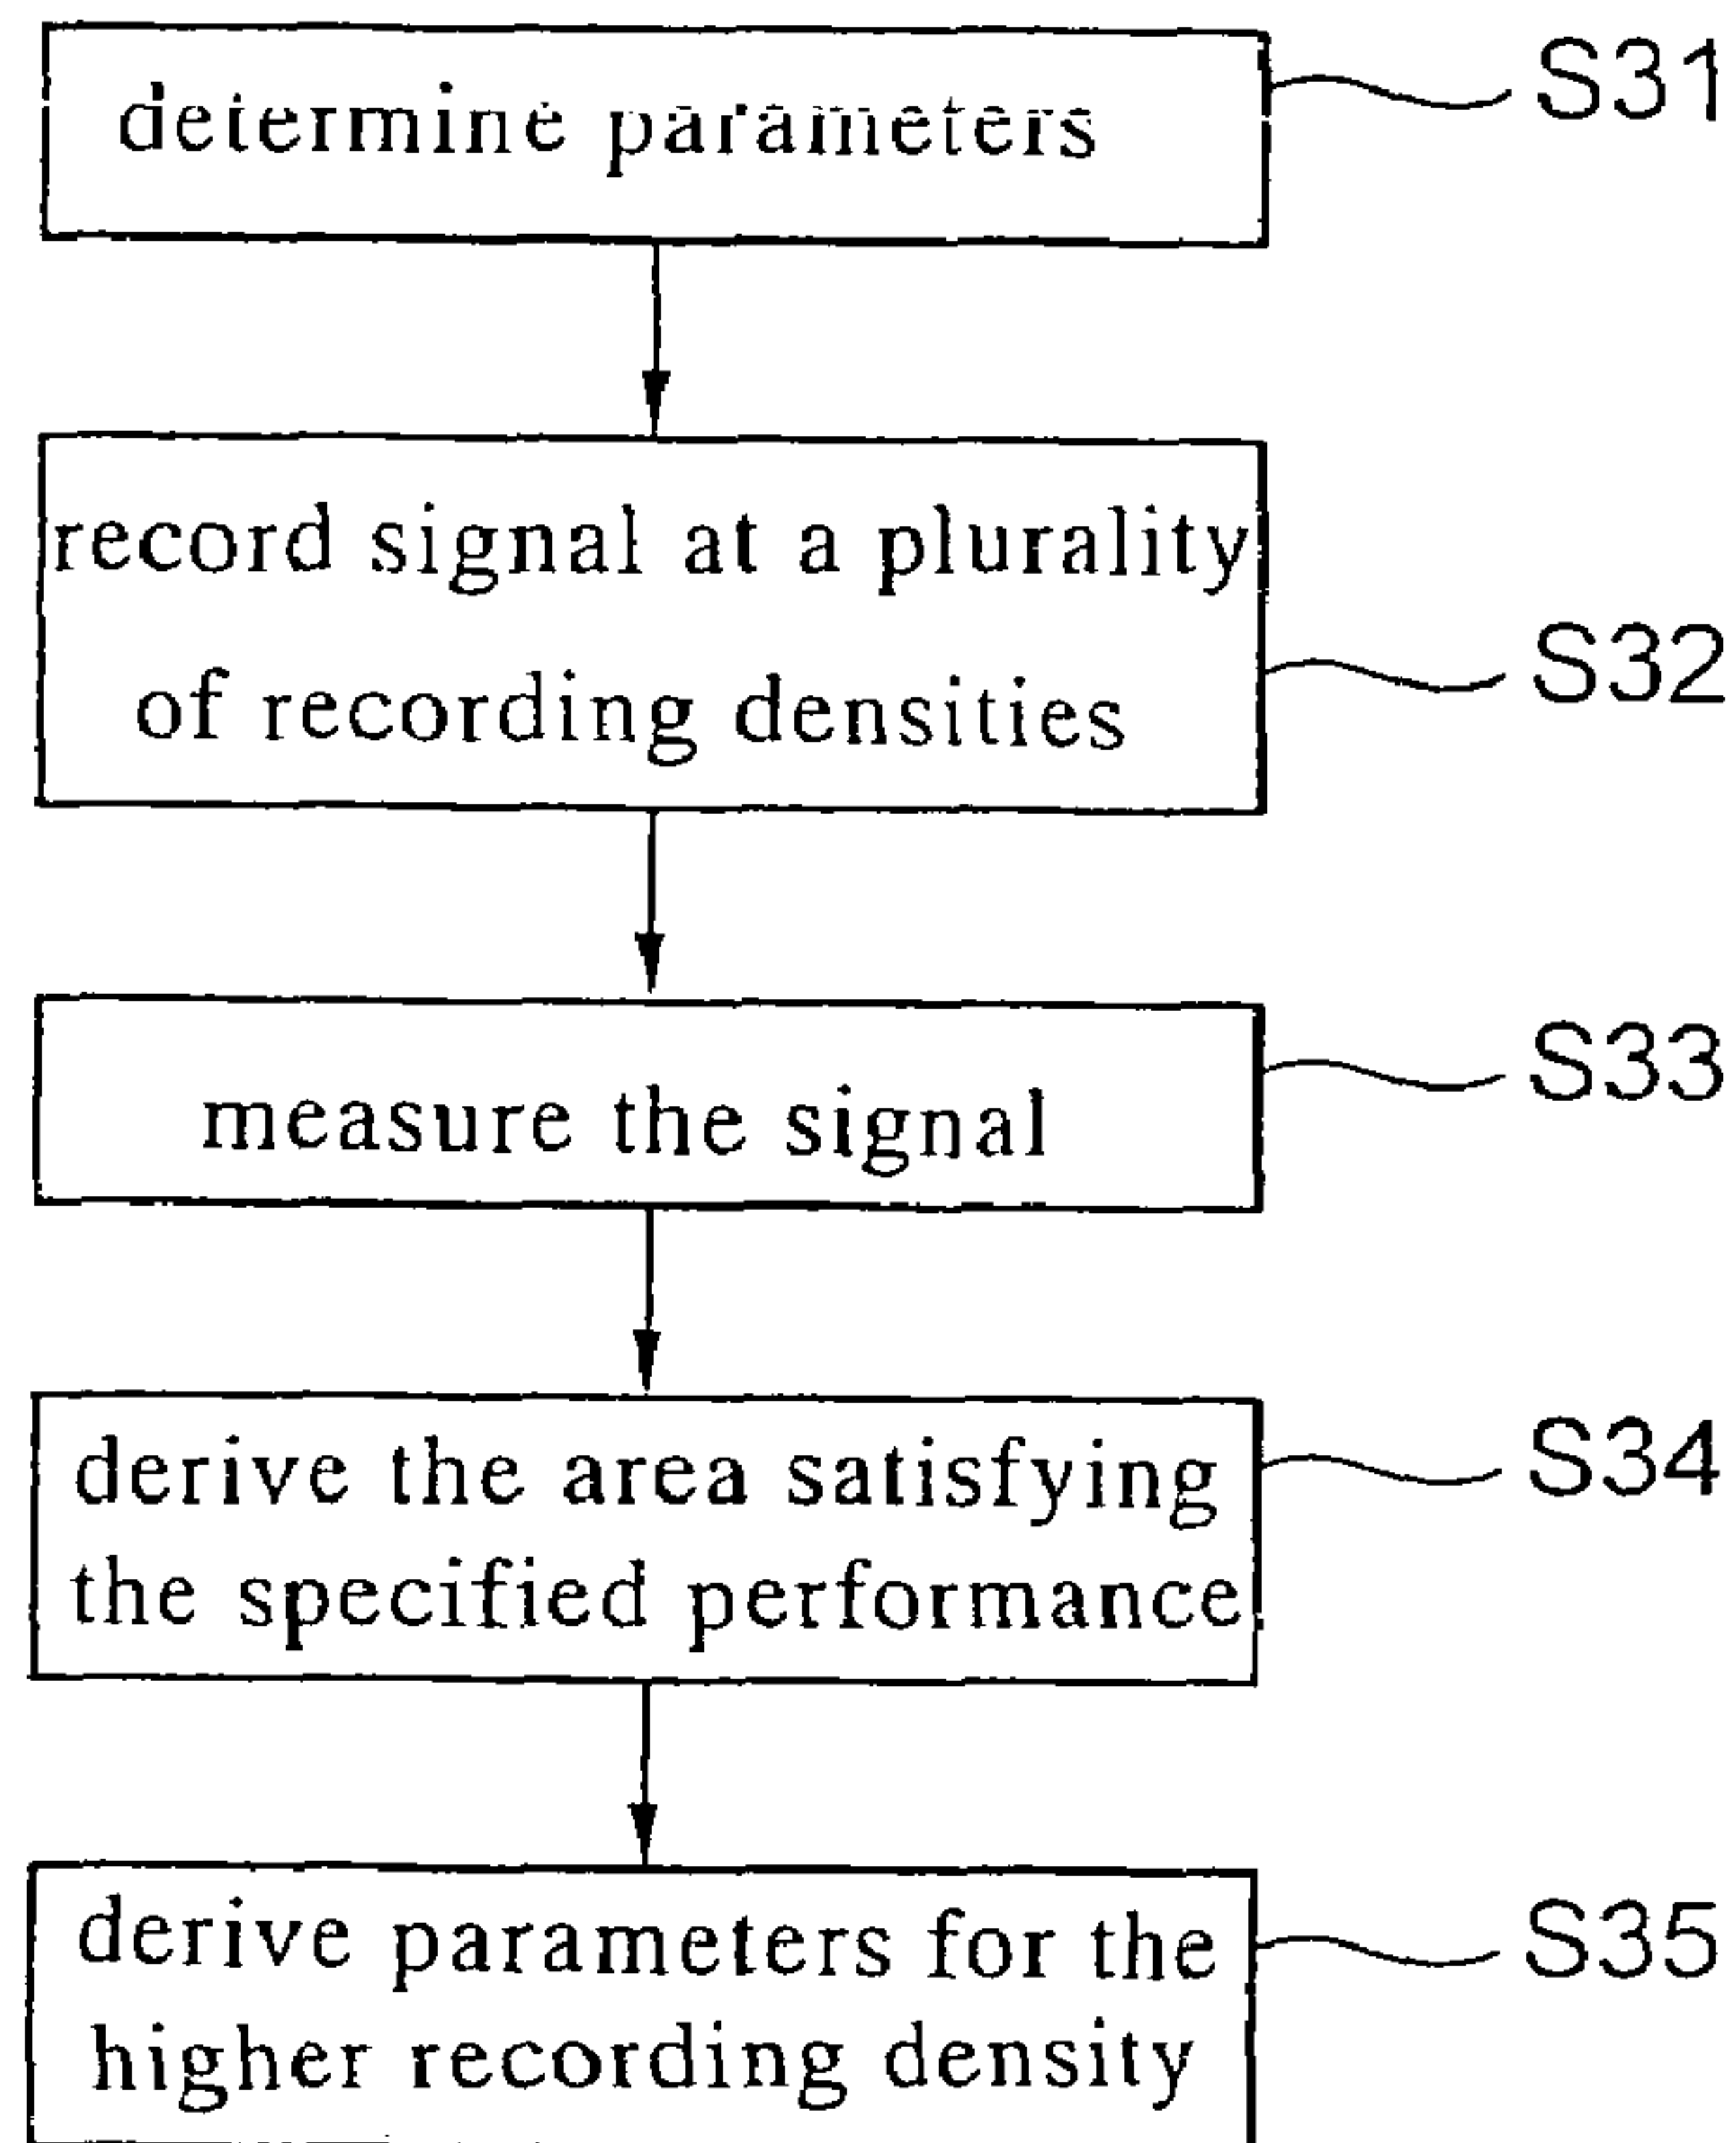 determine parameters
S31
record signal at a plurality
of recording densities
S32
measure the signal
S33
derive the area satisfying
the specified performance
S34
derive parameters for the
higher recording density
S35